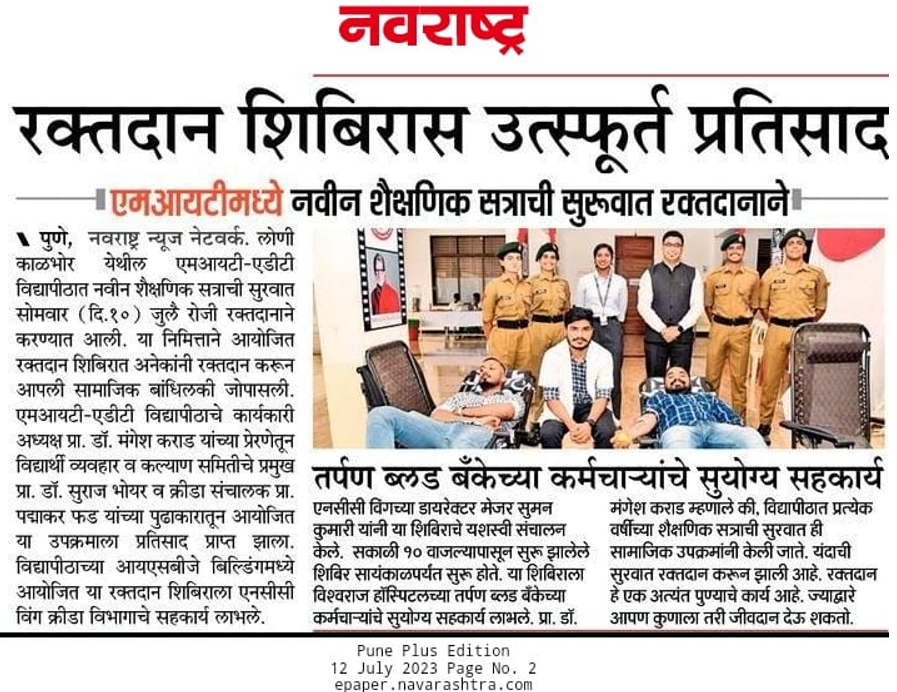 नवराष्ट्र
रक्तदान शिबिरास उत्स्फूर्त प्रतिसाद
एमआयटीमध्ये नवीन शैक्षणिक सत्राची सुरूवात रक्तदानाने
पुणे, नवराष्ट्र न्यूज नेटवर्क. लोणी
काळभोर येथील एमआयटी-एडीटी
विद्यापीठात नवीन शैक्षणिक सत्राची सुरवात
सोमवार (दि.१०) जुलै रोजी रक्तदानाने
करण्यात आली. या निमित्ताने आयोजित
रक्तदान शिबिरात अनेकांनी रक्तदान करून
आपली सामाजिक बांधिलकी जोपासली.
एमआयटी-एडीटी विद्यापीठाचे कार्यकारी
अध्यक्ष प्रा. डॉ. मंगेश कराड यांच्या प्रेरणेतून
विद्यार्थी व्यवहार व कल्याण समितीचे प्रमुख
प्रा. डॉ. सुराज भोयर व क्रीडा संचालक प्रा.
पद्माकर फड यांच्या पुढाकारातून आयोजित
या उपक्रमाला प्रतिसाद प्राप्त झाला.
विद्यापीठाच्या आयएसबीजे बिल्डिंगमध्ये
आयोजित या रक्तदान शिबिराला एनसीसी
विंग क्रीडा विभागाचे सहकार्य लाभले.
तर्पण ब्लड बँकेच्या कर्मचाऱ्यांचे सुयोग्य सहकार्य
एनसीसी विंगच्या डायरेक्टर मेजर सुमन
कुमारी यांनी या शिबिराचे यशस्वी संचालन
केले. सकाळी १० वाजल्यापासून सुरू झालेले
शिबिर सायंकाळपर्यंत सुरू होते. या शिबिराला
विश्वराज हॉस्पिटलच्या तर्पण ब्लड बँकेच्या
कर्मचाऱ्यांचे सुयोग्य सहकार्य लाभले. प्रा. डॉ.
मंगेश कराड म्हणाले की, विद्यापीठात प्रत्येक
वर्षीच्या शैक्षणिक सत्राची सुरवात ही
सामाजिक उपक्रमांनी केली जाते. यंदाची
सुरवात रक्तदान करून झाली आहे. रक्तदान
हे एक अत्यंत पुण्याचे कार्य आहे. ज्याद्वारे
आपण कुणाला तरी जीवदान देऊ शकतो.
Pune Plus Edition
12 July 2023 Page No. 2
epaper.navarashtra.com